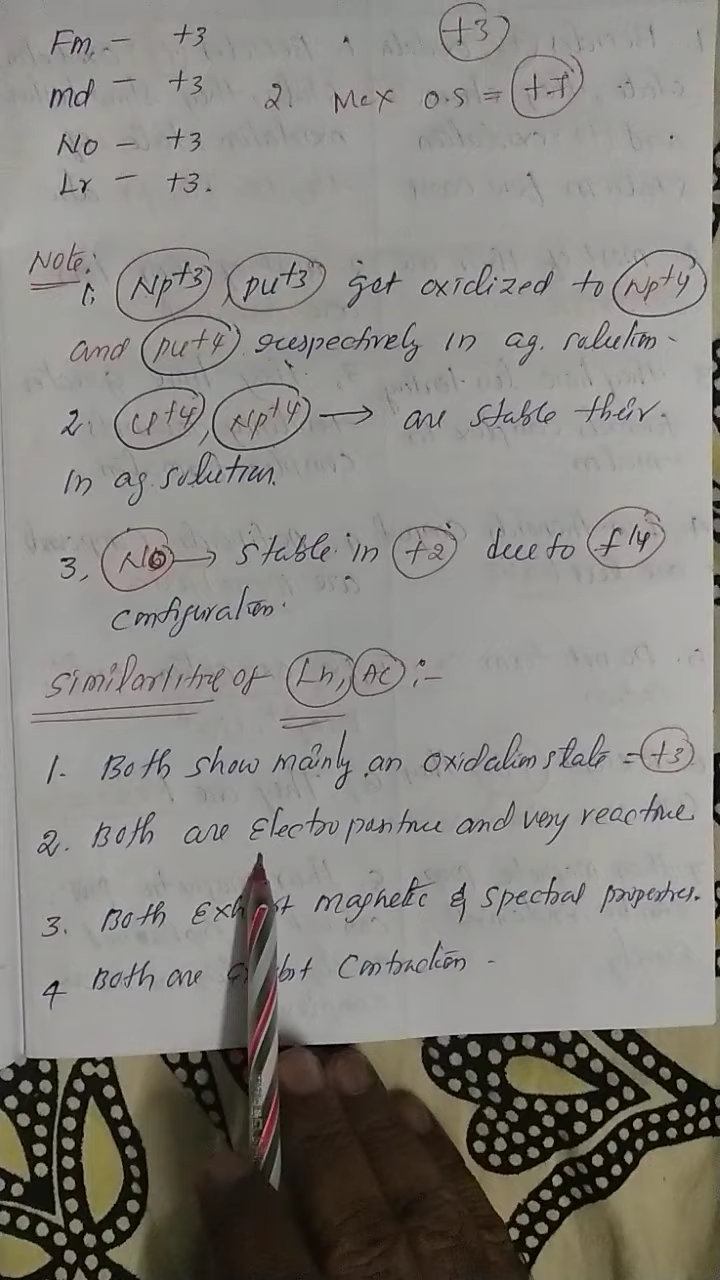 Fm - +3 +3
md - +3 2. Max O.S = +7
No - +3
Lr - +3.
Note:
1. Np+3, pu+3 get oxidized to Np+4
and pu+4 respectively in aq. solution-
2. U+4, Np+4 → are stable their
in aq solution.
3. No → stable in +2 due to f14
configuration.
Similarities of Ln, AC :-
1. Both show mainly an oxidation state = +3
2. Both are Electropositive and very reactive
3. Both Exh t magnetic & spectral properties.
4 Both are bit Contraction -